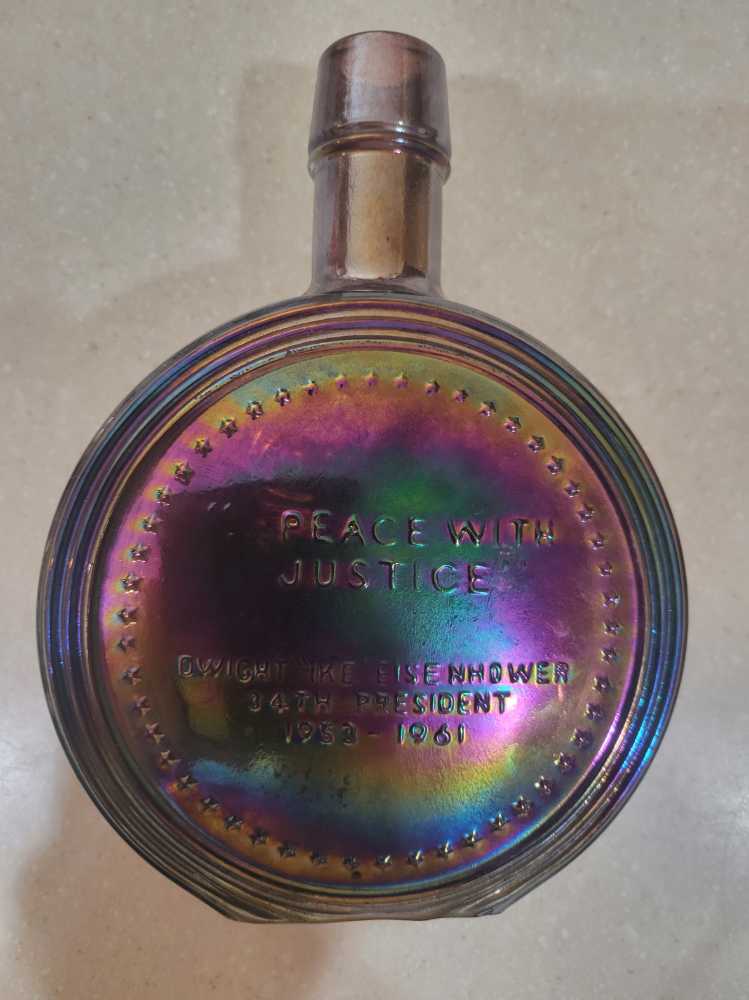 "PEACE WITH
JUSTICE"
DWIGHT "IKE" EISENHOWER
34TH PRESIDENT
1953 - 1961